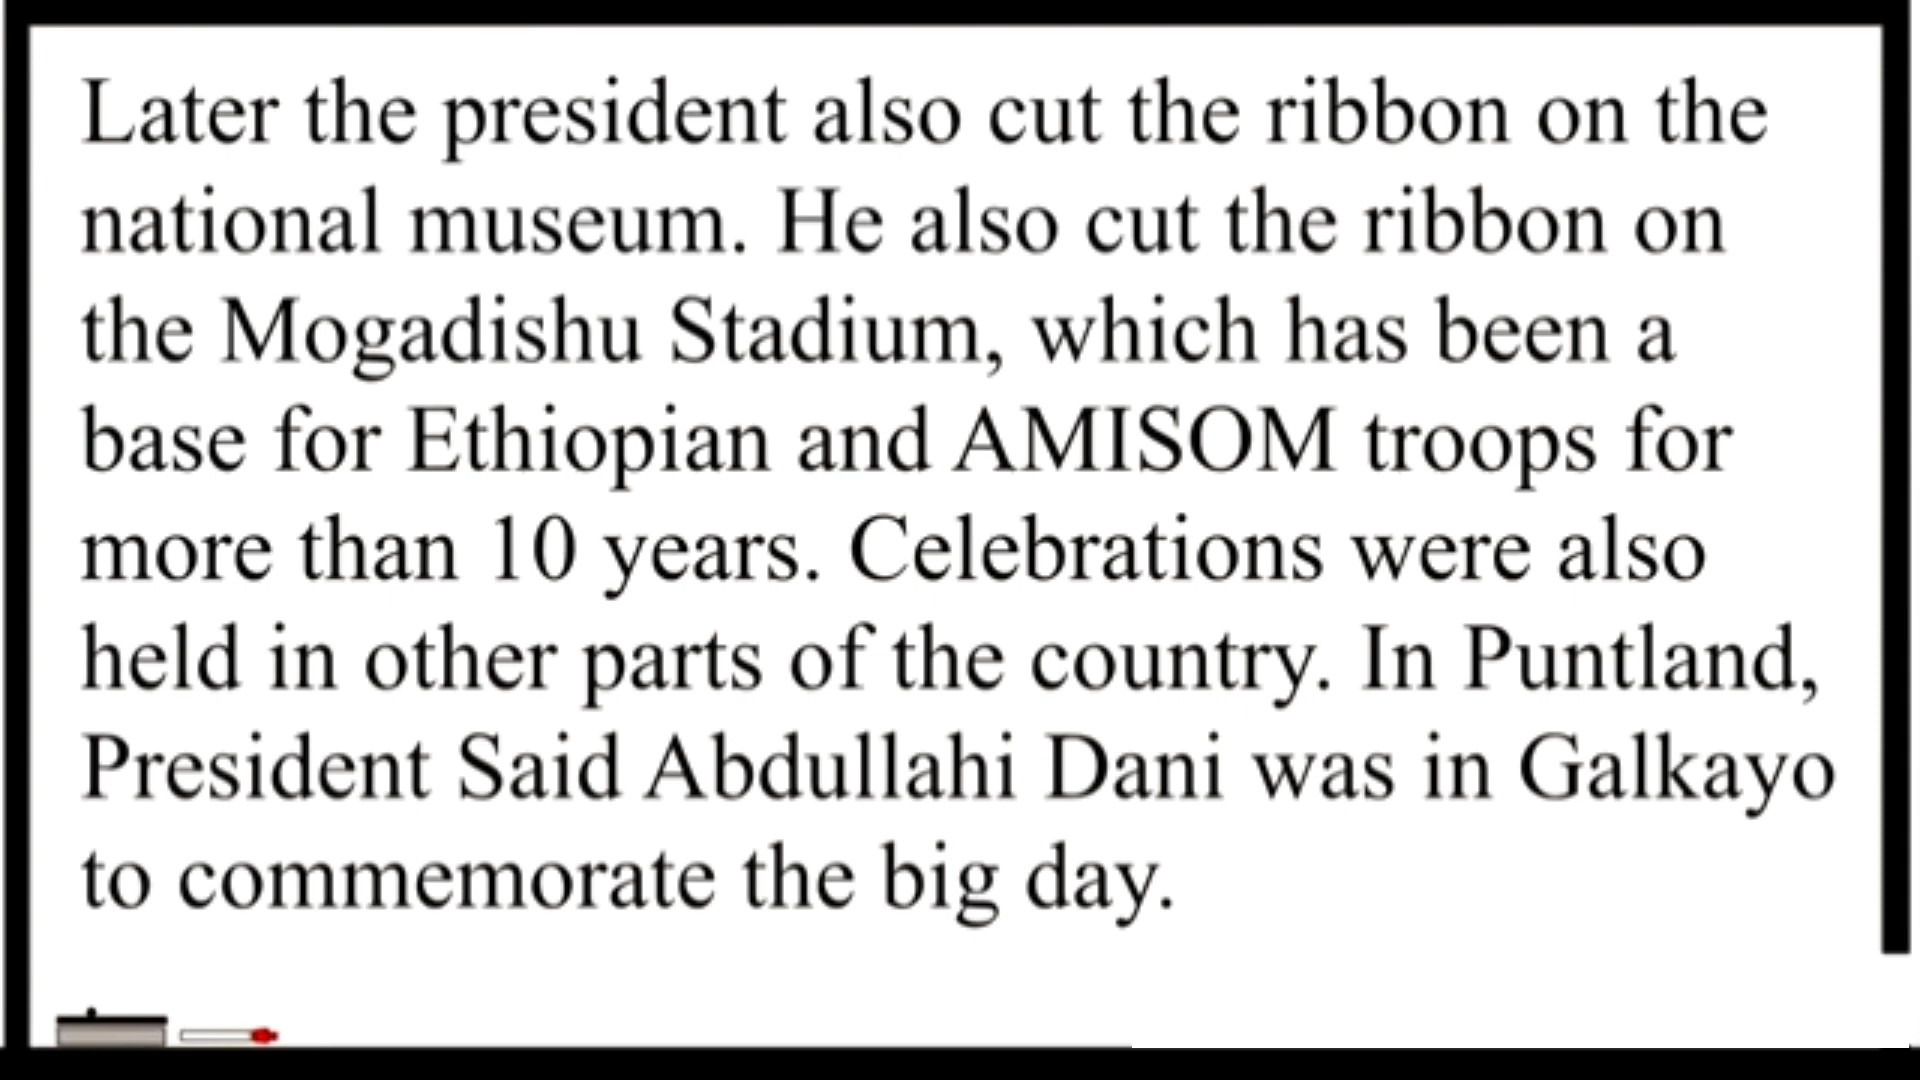 Later the president also cut the ribbon on the
national museum. He also cut the ribbon on
the Mogadishu Stadium, which has been a
base for Ethiopian and AMISOM troops for
more than 10 years. Celebrations were also
held in other parts of the country. In Puntland,
President Said Abdullahi Dani was in Galkayo
to commemorate the big day.